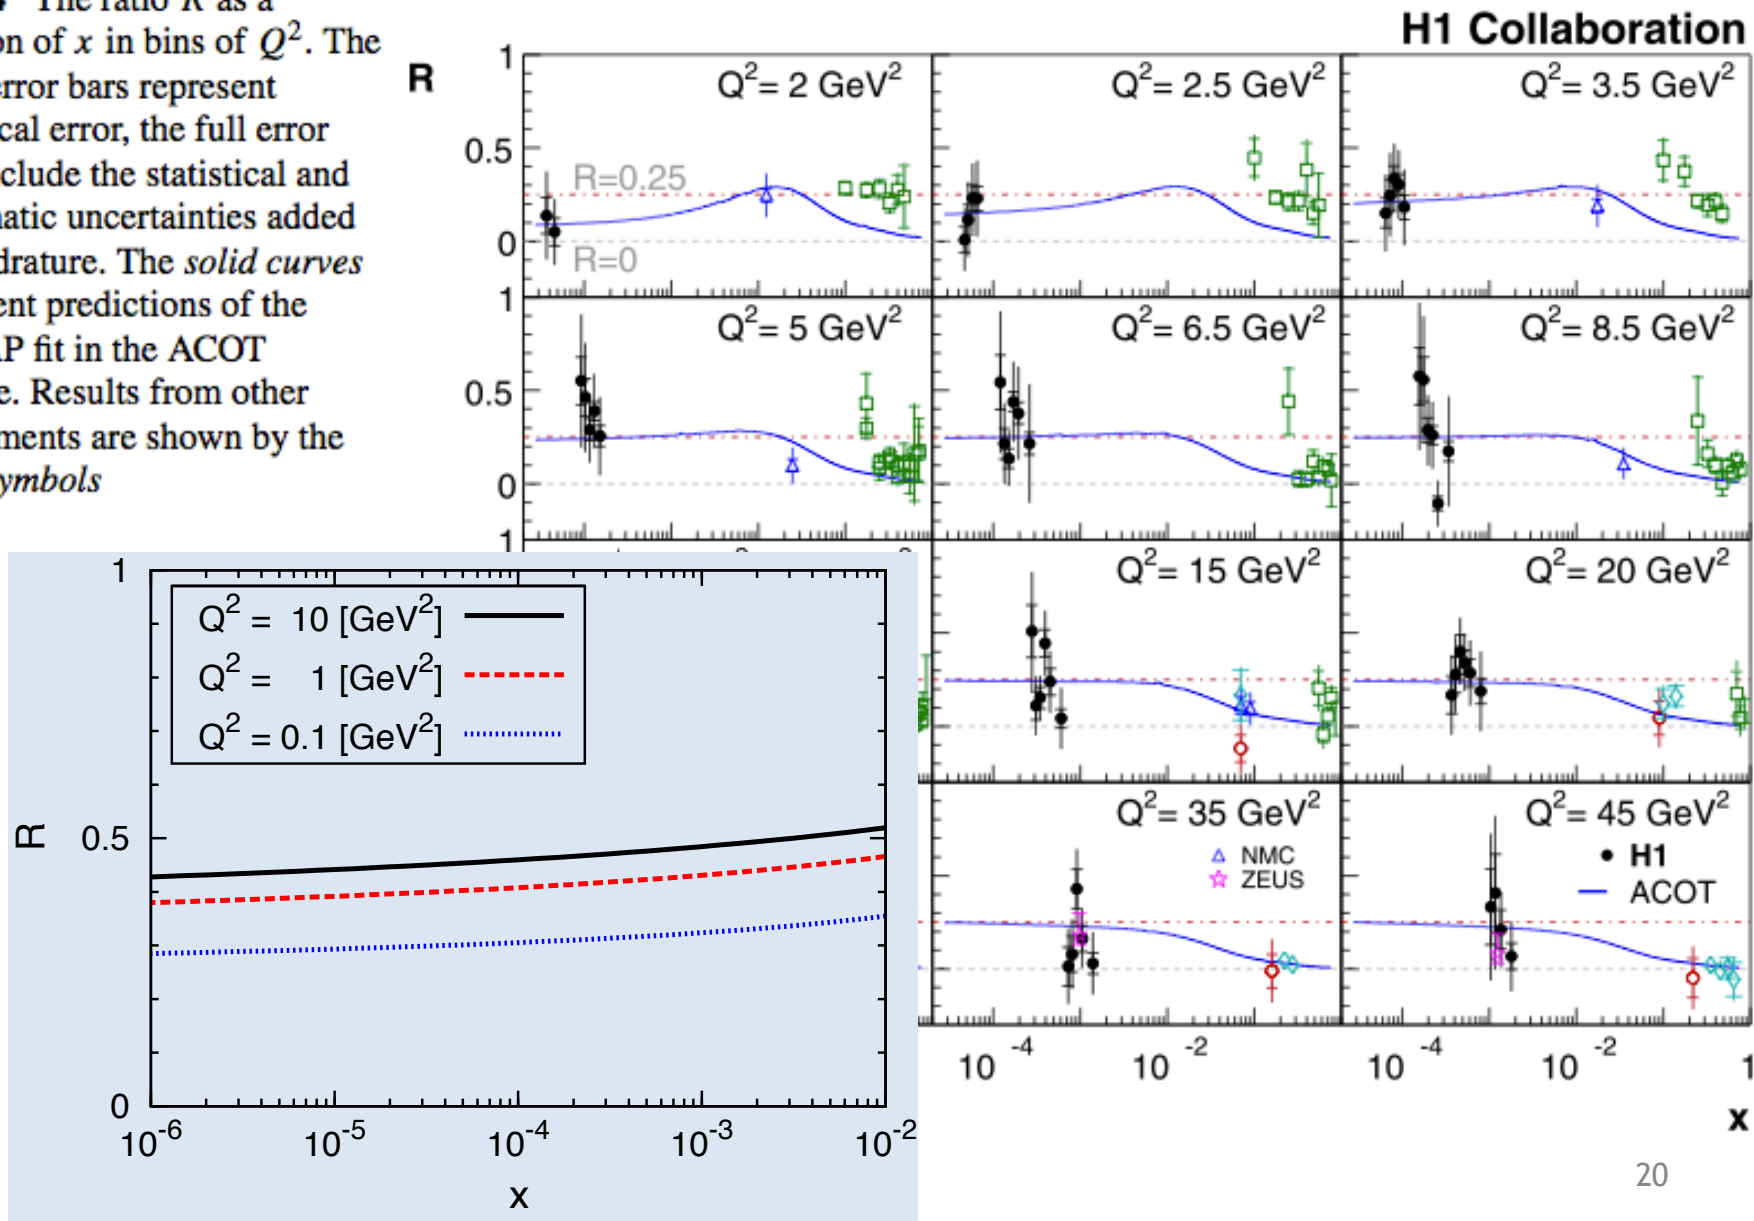 The ratio R as a
on of x in bins of Q². The
error bars represent
cal error, the full error
clude the statistical and
matic uncertainties added
drature. The solid curves
ent predictions of the
AP fit in the ACOT
e. Results from other
ments are shown by the
ymbols
H1 Collaboration
R
1
Q²= 2 GeV²
Q²= 2.5 GeV²
Q²= 3.5 GeV²
0.5
R=0.25
0
R=0
1
Q²= 5 GeV²
Q²= 6.5 GeV²
Q²= 8.5 GeV²
0.5
0
1
Q²= 15 GeV²
Q²= 20 GeV²
Q²= 35 GeV²
NMC
ZEUS
Q²= 45 GeV²
H1
ACOT
10⁻⁴ 10⁻²
10⁻⁴ 10⁻² 1
x
1
Q² = 10 [GeV²]
Q² = 1 [GeV²]
Q² = 0.1 [GeV²]
R
0.5
0
10⁻⁶ 10⁻⁵ 10⁻⁴ 10⁻³ 10⁻²
x
20